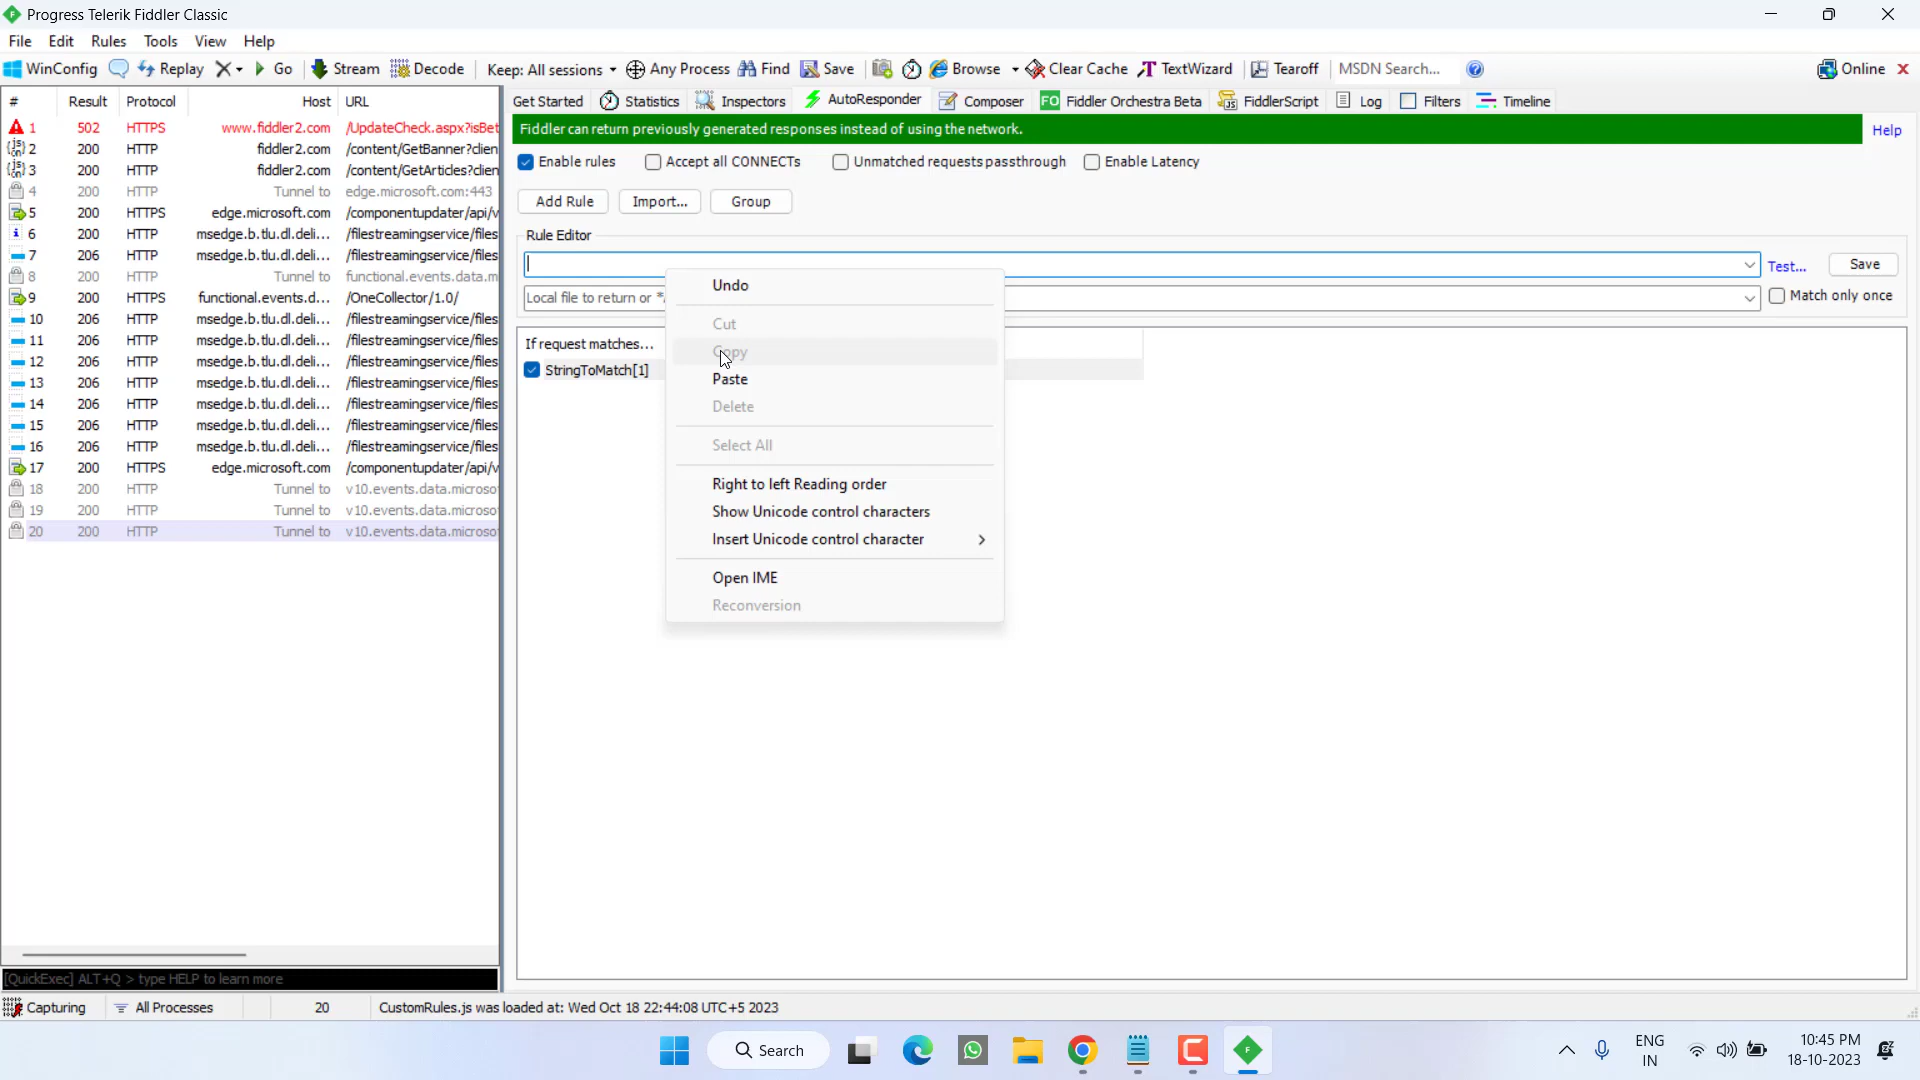 Progress Telerik Fiddler Classic
File Edit Rules Tools View Help
WinConfig Replay Go Stream Decode Keep: All sessions Any Process Find Save Browse Clear Cache TextWizard Tearoff MSDN Search... Online
# Result Protocol Host URL
1 502 HTTPS www.fiddler2.com /UpdateCheck.aspx?isBet
2 200 HTTP fiddler2.com /content/GetBanner?clien
3 200 HTTP fiddler2.com /content/GetArticles?clien
4 200 HTTP Tunnel to edge.microsoft.com:443
5 200 HTTPS edge.microsoft.com /componentupdater/api/v
6 200 HTTP msedge.b.tlu.dl.deli... /filestreamingservice/files
7 200 HTTP msedge.b.tlu.dl.deli... /filestreamingservice/files
8 200 HTTP Tunnel to functional.events.data.m
9 200 HTTPS functional.events.d... /OneCollector/1.0/
10 206 HTTP msedge.b.tlu.dl.deli... /filestreamingservice/files
11 206 HTTP msedge.b.tlu.dl.deli... /filestreamingservice/files
12 206 HTTP msedge.b.tlu.dl.deli... /filestreamingservice/files
13 206 HTTP msedge.b.tlu.dl.deli... /filestreamingservice/files
14 206 HTTP msedge.b.tlu.dl.deli... /filestreamingservice/files
15 206 HTTP msedge.b.tlu.dl.deli... /filestreamingservice/files
16 206 HTTP msedge.b.tlu.dl.deli... /filestreamingservice/files
17 200 HTTPS edge.microsoft.com /componentupdater/api/v
18 200 HTTP Tunnel to v10.events.data.microso
19 200 HTTP Tunnel to v10.events.data.microso
20 200 HTTP Tunnel to v10.events.data.microso
[QuickExec] ALT+Q > type HELP to learn more
Get Started Statistics Inspectors AutoResponder Composer FO Fiddler Orchestra Beta FiddlerScript Log Filters Timeline
Fiddler can return previously generated responses instead of using the network. Help
Enable rules Accept all CONNECTs Unmatched requests passthrough Enable Latency
Add Rule Import... Group
Rule Editor
Test... Save
Local file to return or * Match only once
If request matches...
StringToMatch[1]
Undo
Cut
Copy
Paste
Delete
Select All
Right to left Reading order
Show Unicode control characters
Insert Unicode control character
Open IME
Reconversion
Capturing All Processes 20 CustomRules.js was loaded at: Wed Oct 18 22:44:08 UTC+5 2023
Search ENG IN 10:45 PM 18-10-2023